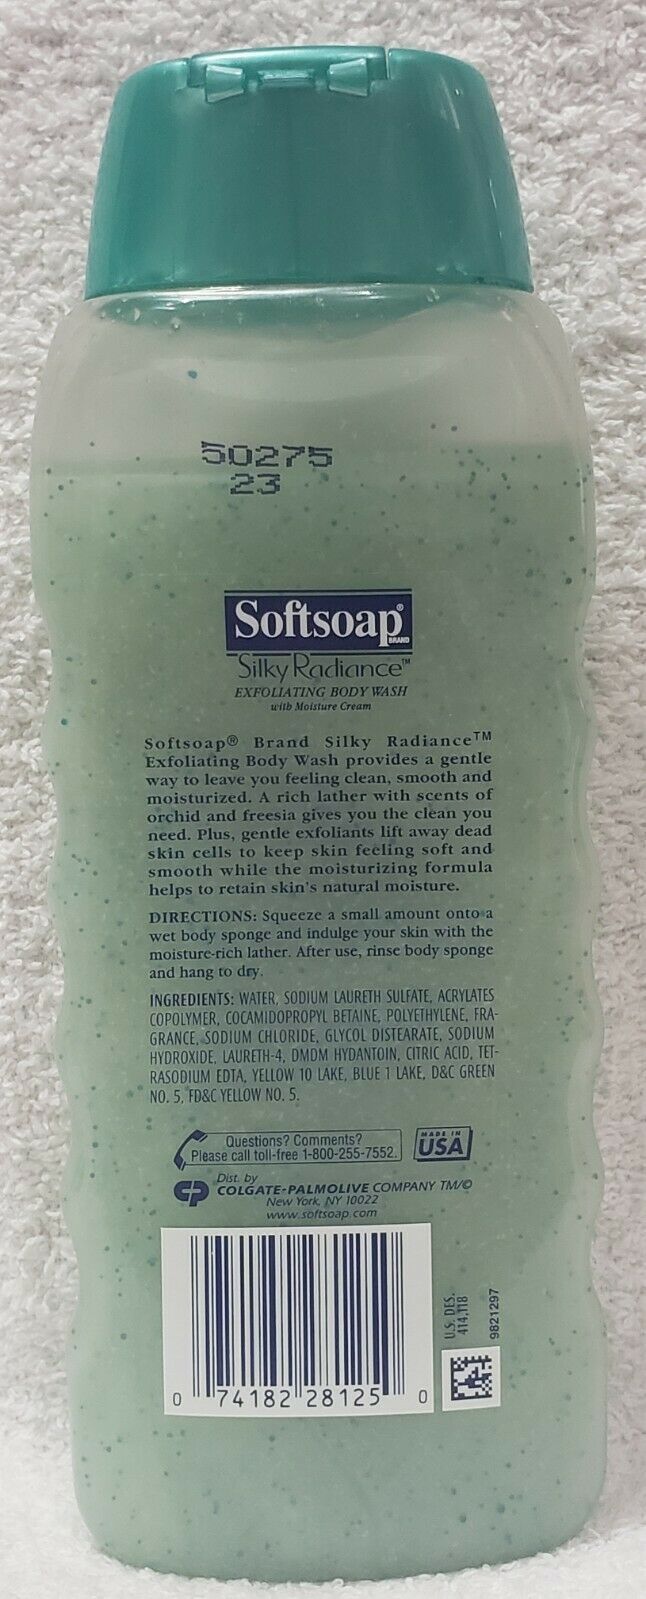 50275
23
Softsoap®
BRAND
Silky Radiance™
EXFOLIATING BODY WASH
with Moisture Cream
Softsoap® Brand Silky Radiance™
Exfoliating Body Wash provides a gentle
way to leave you feeling clean, smooth and
moisturized. A rich lather with scents of
orchid and freesia gives you the clean you
need. Plus, gentle exfoliants lift away dead
skin cells to keep skin feeling soft and
smooth while the moisturizing formula
helps to retain skin's natural moisture.
DIRECTIONS: Squeeze a small amount onto a
wet body sponge and indulge your skin with the
moisture-rich lather. After use, rinse body sponge
and hang to dry.
INGREDIENTS: WATER, SODIUM LAURETH SULFATE, ACRYLATES
COPOLYMER, COCAMIDOPROPYL BETAINE, POLYETHYLENE, FRA-
GRANCE, SODIUM CHLORIDE, GLYCOL DISTEARATE, SODIUM
HYDROXIDE, LAURETH-4, DMDM HYDANTOIN, CITRIC ACID, TET-
RASODIUM EDTA, YELLOW 10 LAKE, BLUE 1 LAKE, D&C GREEN
NO. 5, FD&C YELLOW NO. 5.
Questions? Comments?
Please call toll-free 1-800-255-7552.
MADE IN
USA
CP
Dist. by
COLGATE-PALMOLIVE COMPANY TM/©
New York, NY 10022
www.softsoap.com
0 74182 28125 0
U.S. DES.
414,118
9821297